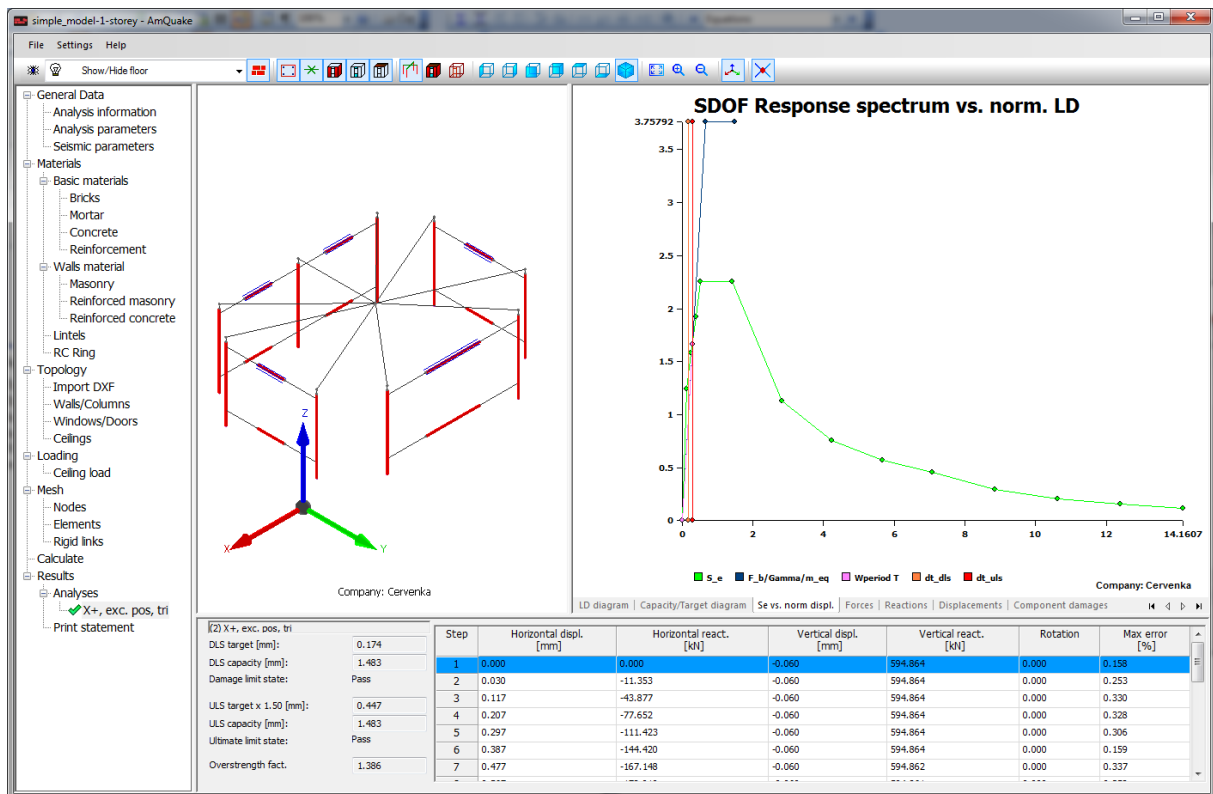 simple_model-1-storey - AmQuake
File Settings Help
Show/Hide floor
General Data
Analysis information
Analysis parameters
Seismic parameters
Materials
Basic materials
Bricks
Mortar
Concrete
Reinforcement
Walls material
Masonry
Reinforced masonry
Reinforced concrete
Lintels
RC Ring
Topology
Import DXF
Walls/Columns
Windows/Doors
Ceilings
Loading
Ceiling load
Mesh
Nodes
Elements
Rigid links
Calculate
Results
Analyses
X+, exc. pos, tri
Print statement
Z
X
Y
Company: Cervenka
SDOF Response spectrum vs. norm. LD
3.75792
3.5
3
2.5
2
1.5
1
0.5
0
0 2 4 6 8 10 12 14.1607
S_e F_b/Gamma/m_eq Wperiod T dt_dls dt_uls
Company: Cervenka
LD diagram Capacity/Target diagram Se vs. norm displ. Forces Reactions Displacements Component damages
(2) X+, exc. pos, tri
DLS target [mm]: 0.174
DLS capacity [mm]: 1.483
Damage limit state: Pass
ULS target x 1.50 [mm]: 0.447
ULS capacity [mm]: 1.483
Ultimate limit state: Pass
Overstrength fact. 1.386
Step Horizontal displ. [mm] Horizontal react. [kN] Vertical displ. [mm] Vertical react. [kN] Rotation Max error [%]
1 0.000 0.000 -0.060 594.864 0.000 0.158
2 0.030 -11.353 -0.060 594.864 0.000 0.253
3 0.117 -43.877 -0.060 594.864 0.000 0.330
4 0.207 -77.652 -0.060 594.864 0.000 0.328
5 0.297 -111.423 -0.060 594.864 0.000 0.306
6 0.387 -144.420 -0.060 594.864 0.000 0.159
7 0.477 -167.148 -0.060 594.862 0.000 0.337